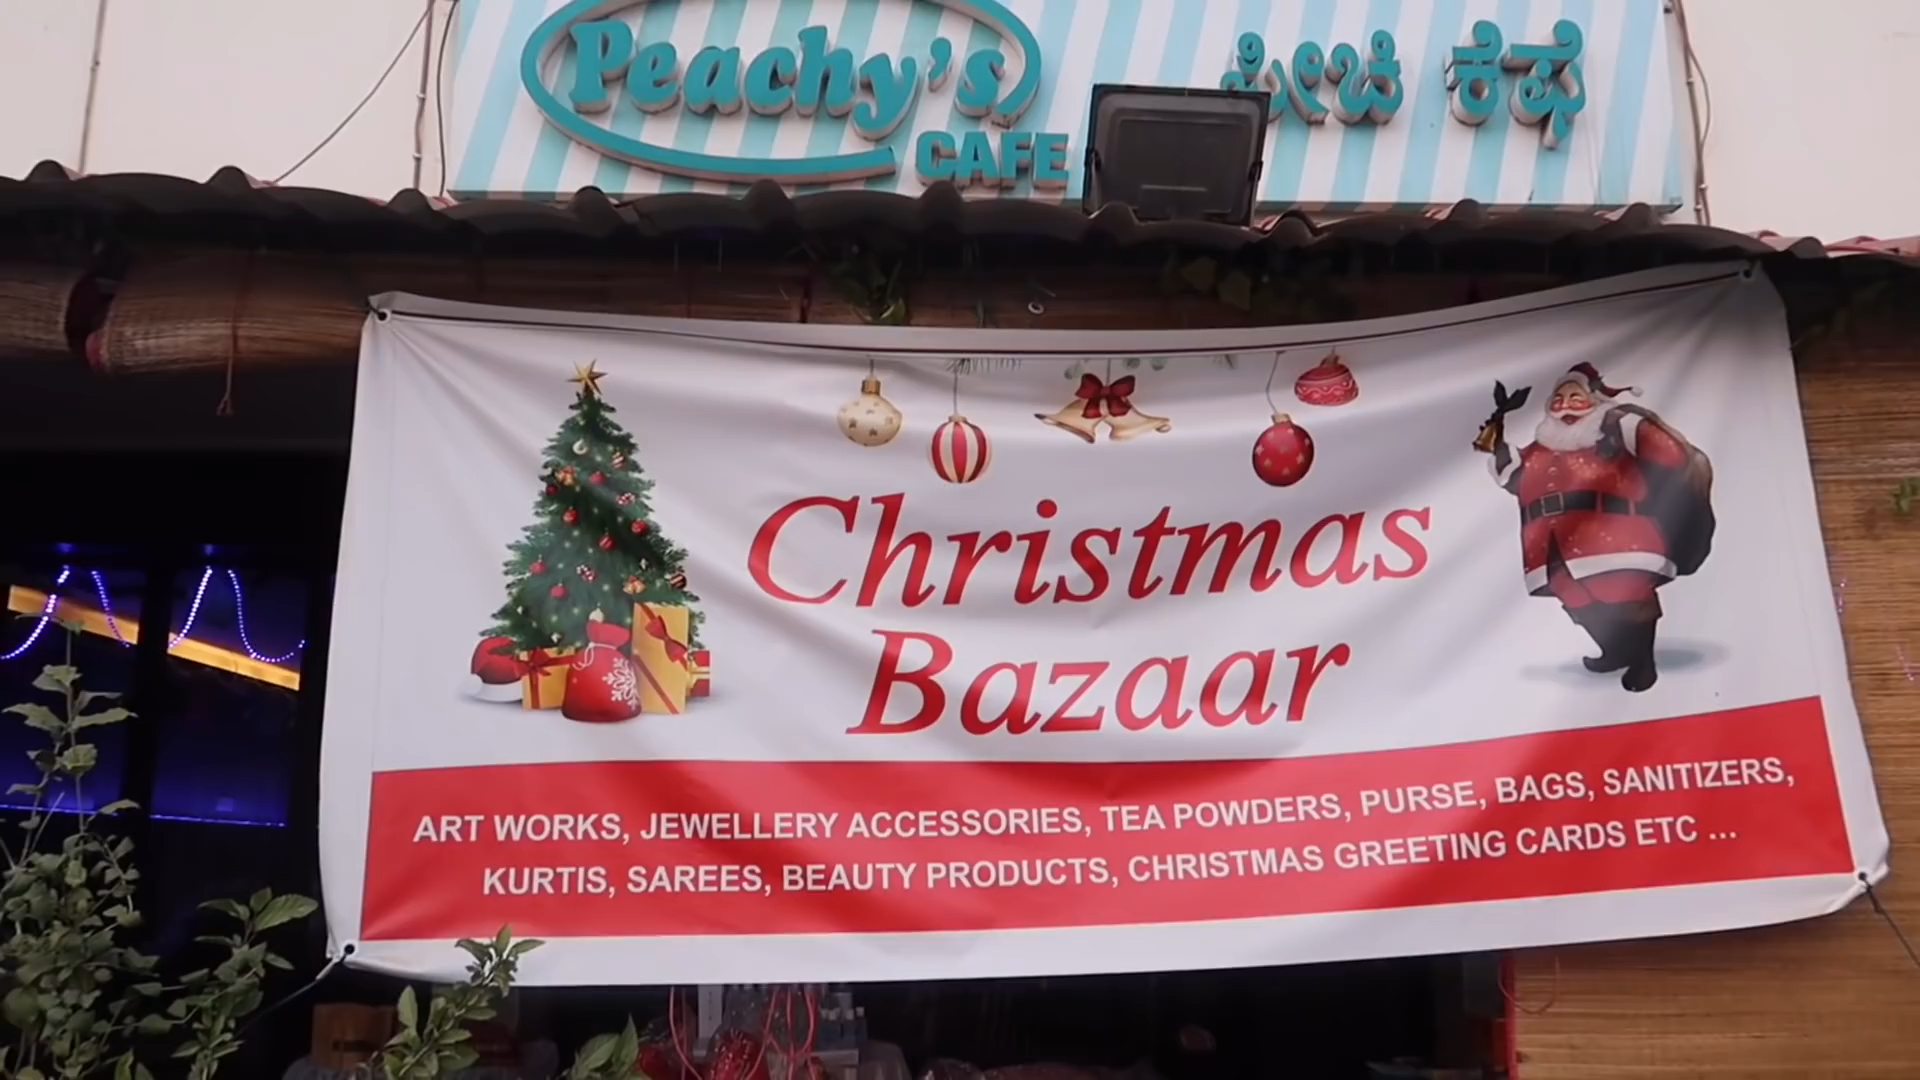 Peachy's
CAFE
ಪೀಚಿ ಕೆಫೆ
Christmas
Bazaar
ART WORKS, JEWELLERY ACCESSORIES, TEA POWDERS, PURSE, BAGS, SANITIZERS,
KURTIS, SAREES, BEAUTY PRODUCTS, CHRISTMAS GREETING CARDS ETC ...